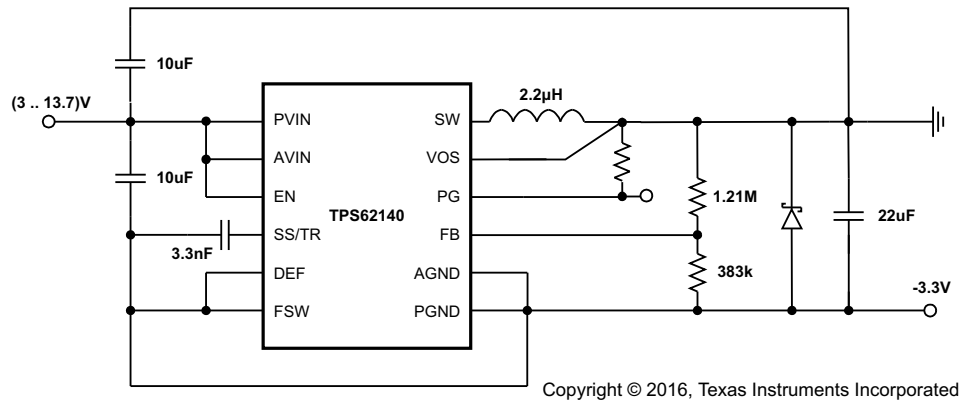 10uF
(3 .. 13.7)V
2.2µH
PVIN
SW
AVIN
VOS
10uF
EN
PG
TPS62140
1.21M
22uF
3.3nF
SS/TR
FB
DEF
AGND
383k
FSW
PGND
-3.3V
Copyright © 2016, Texas Instruments Incorporated